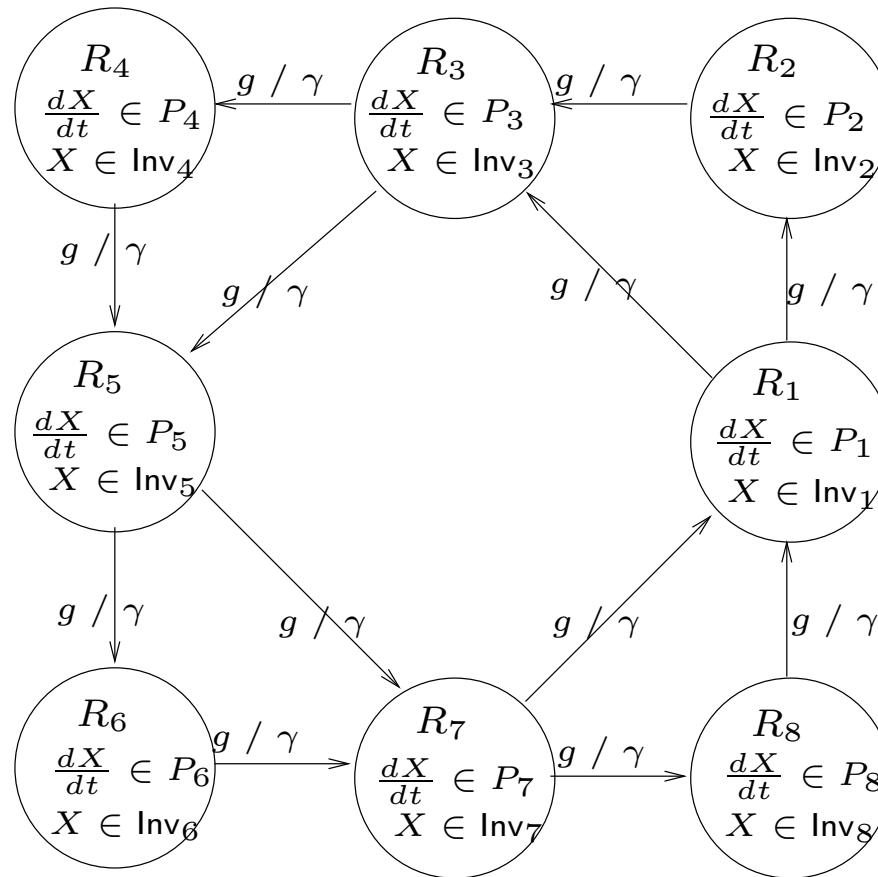 R₄
dX/dt ∈ P₄
X ∈ Inv₄
g / γ
R₃
dX/dt ∈ P₃
X ∈ Inv₃
g / γ
R₂
dX/dt ∈ P₂
X ∈ Inv₂
g / γ
g / γ
g / γ
g / γ
R₅
dX/dt ∈ P₅
X ∈ Inv₅
R₁
dX/dt ∈ P₁
X ∈ Inv₁
g / γ
g / γ
g / γ
g / γ
R₆
dX/dt ∈ P₆
X ∈ Inv₆
g / γ
R₇
dX/dt ∈ P₇
X ∈ Inv₇
g / γ
R₈
dX/dt ∈ P₈
X ∈ Inv₈